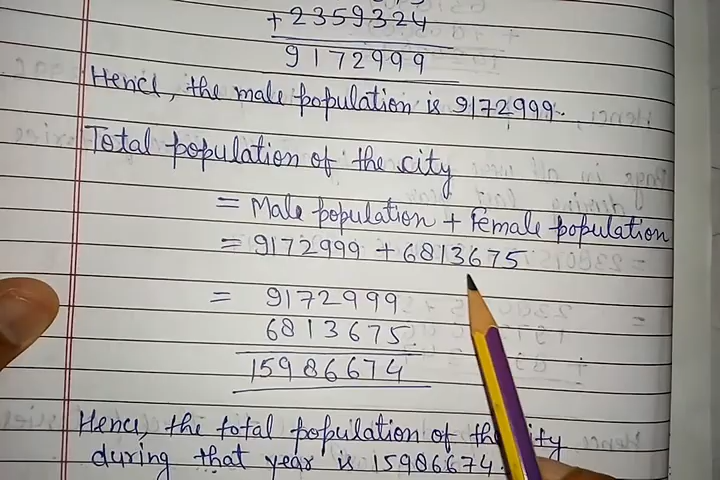 +2359324
9172999
Hence, the male population is 9172999.
Total population of the city
= Male population + Female population
= 9172999 + 6813675
= 9172999
6813675
15986674
Hence, the total population of the city
during that year is 15986674.